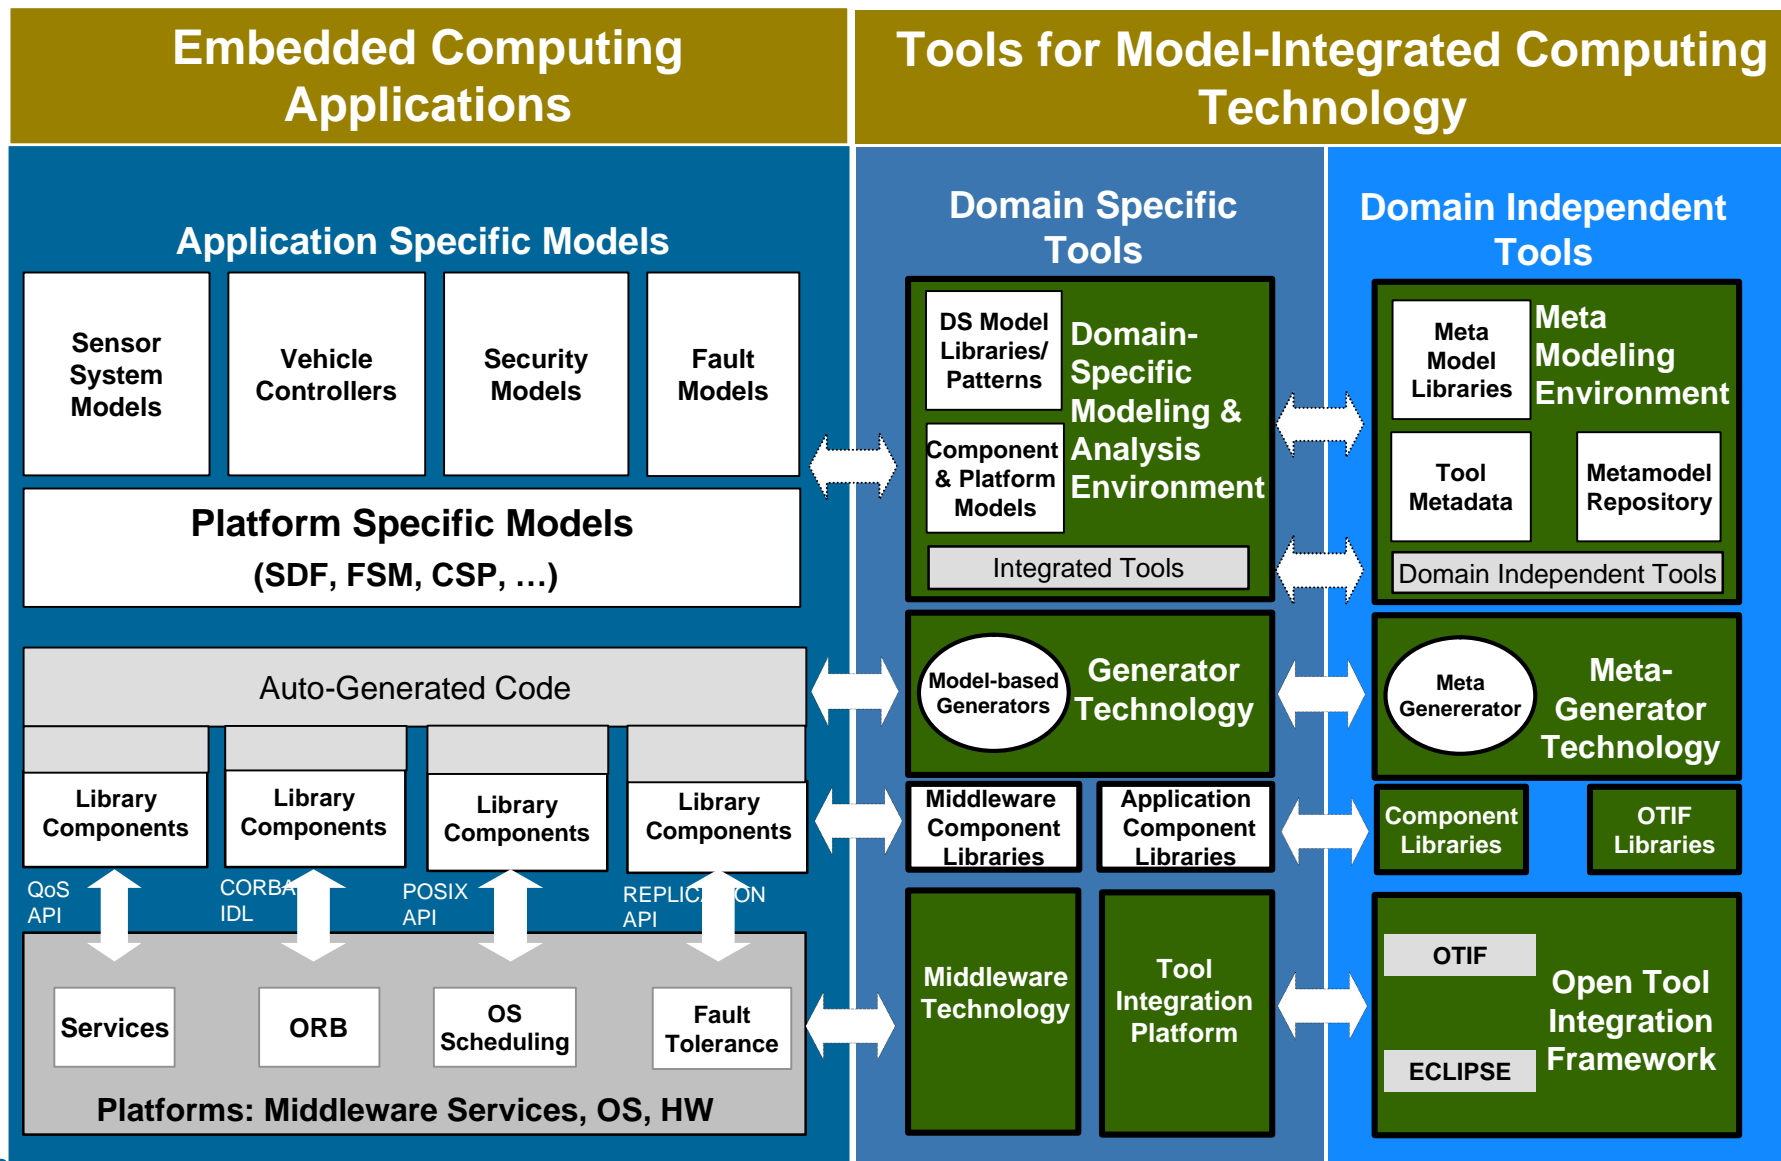 Embedded Computing
Applications
Tools for Model-Integrated Computing
Technology
Application Specific Models
Sensor
System
Models
Vehicle
Controllers
Security
Models
Fault
Models
Platform Specific Models
(SDF, FSM, CSP, …)
Auto-Generated Code
Library
Components
Library
Components
Library
Components
Library
Components
QoS
API
CORBA
IDL
POSIX
API
REPLICATION
API
Services
ORB
OS
Scheduling
Fault
Tolerance
Platforms: Middleware Services, OS, HW
Domain Specific
Tools
DS Model
Libraries/
Patterns
Component
& Platform
Models
Domain-
Specific
Modeling &
Analysis
Environment
Integrated Tools
Model-based
Generators
Generator
Technology
Middleware
Component
Libraries
Application
Component
Libraries
Middleware
Technology
Tool
Integration
Platform
Domain Independent
Tools
Meta
Model
Libraries
Meta
Modeling
Environment
Tool
Metadata
Metamodel
Repository
Domain Independent Tools
Meta
Genererator
Meta-
Generator
Technology
Component
Libraries
OTIF
Libraries
OTIF
ECLIPSE
Open Tool
Integration
Framework